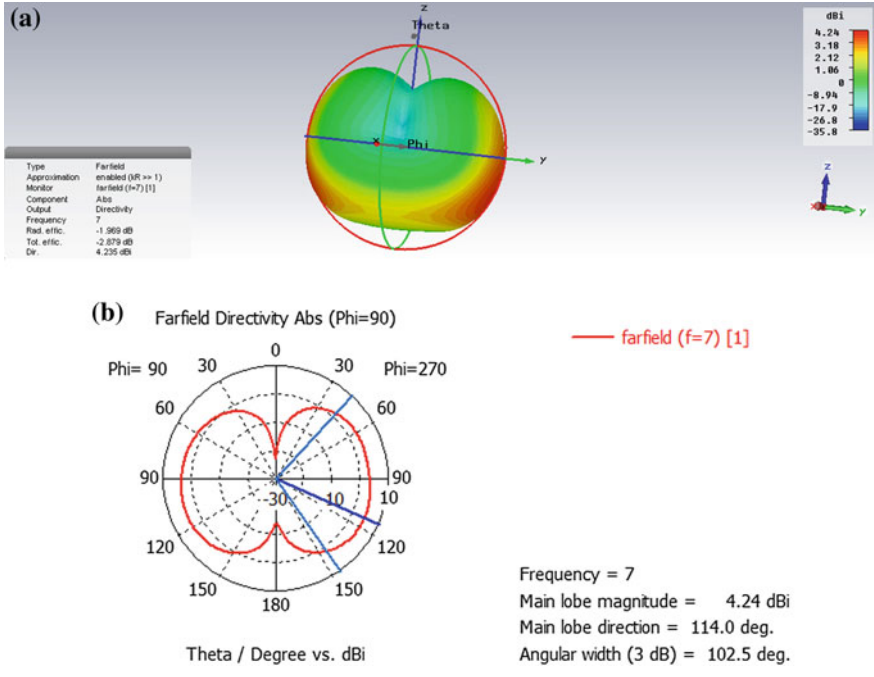 (a)
z
Theta
x
Phi
y
dBi
4.24
3.18
2.12
1.06
0
-8.94
-17.9
-26.8
-35.8
Type Farfield
Approximation enabled (kR >> 1)
Monitor farfield (f=7) [1]
Component Abs
Output Directivity
Frequency 7
Rad. effic. -1.969 dB
Tot. effic. -2.879 dB
Dir. 4.235 dBi
z
x
y
(b)
Farfield Directivity Abs (Phi=90)
farfield (f=7) [1]
0
30 30
Phi= 90 Phi=270
60 60
90 90
-30 -10 10
120 120
150 150
180
Theta / Degree vs. dBi
Frequency = 7
Main lobe magnitude = 4.24 dBi
Main lobe direction = 114.0 deg.
Angular width (3 dB) = 102.5 deg.